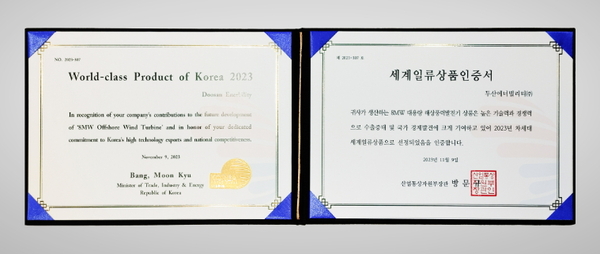 NO. 2023-107
World-class Product of Korea 2023
Doosan Enerbility
In recognition of your company's contributions to the future development
of '8MW Offshore Wind Turbine' and in honor of your dedicated
commitment to Korea's high technology exports and national competitiveness.
November 9, 2023
Bang, Moon Kyu
Minister of Trade, Industry & Energy
Republic of Korea
제 2023-107 호
세계일류상품인증서
두산에너빌리티㈜
귀사가 생산하는 8MW 대용량 해상풍력발전기 상품은 높은 기술력과 경쟁력
으로 수출증대 및 국가 경제발전에 크게 기여하고 있어 2023년 차세대
세계일류상품으로 선정되었음을 인증합니다.
2023년 11월 9일
산업통상자원부장관 방 문